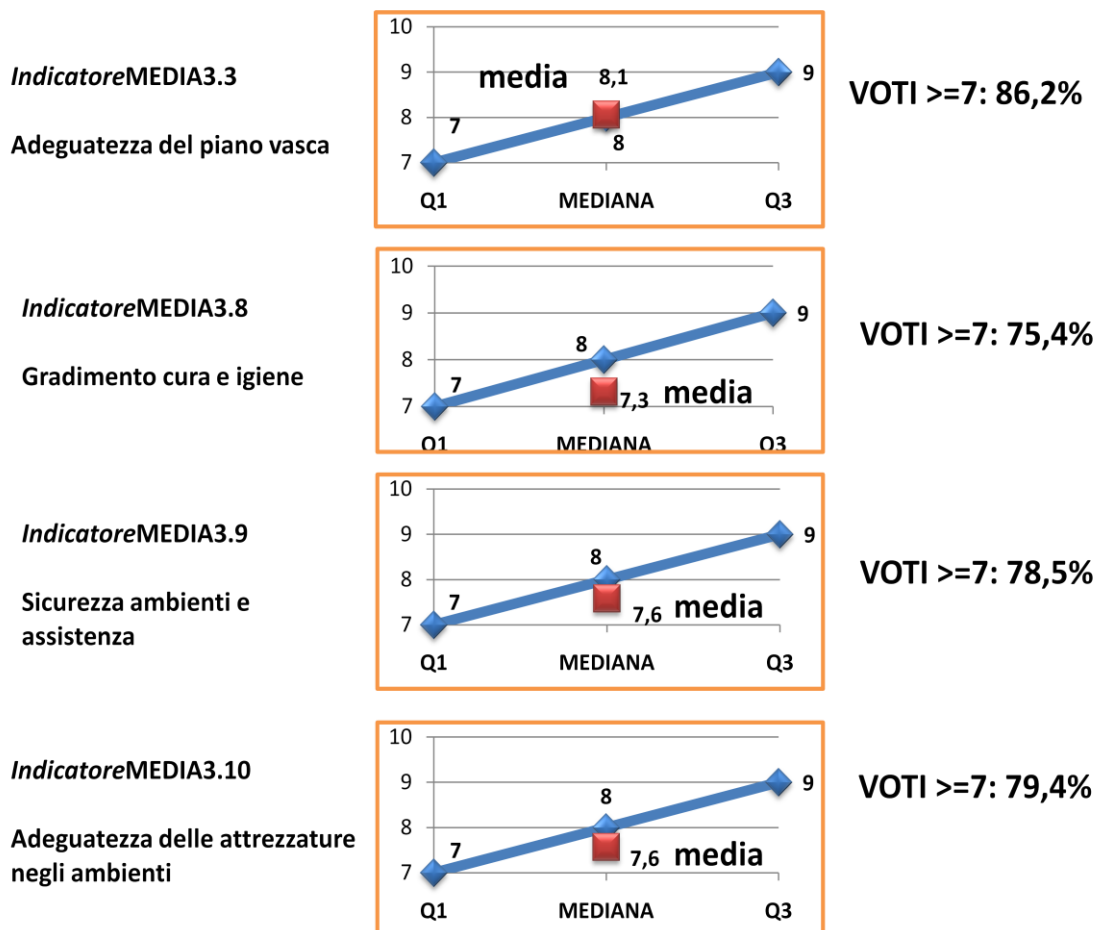 IndicatoreMEDIA3.3
Adeguatezza del piano vasca
10
9
8
7
7
media
8,1
8
9
Q1 MEDIANA Q3
VOTI >=7: 86,2%
IndicatoreMEDIA3.8
Gradimento cura e igiene
10
9
8
7
7
8
7,3 media
9
Q1 MEDIANA Q3
VOTI >=7: 75,4%
IndicatoreMEDIA3.9
Sicurezza ambienti e
assistenza
10
9
8
7
7
8
7,6 media
9
Q1 MEDIANA Q3
VOTI >=7: 78,5%
IndicatoreMEDIA3.10
Adeguatezza delle attrezzature
negli ambienti
10
9
8
7
7
8
7,6 media
9
Q1 MEDIANA Q3
VOTI >=7: 79,4%